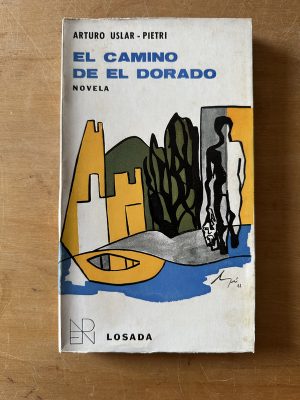 ARTURO USLAR-PIETRI
EL CAMINO
DE EL DORADO
NOVELA
LOSADA